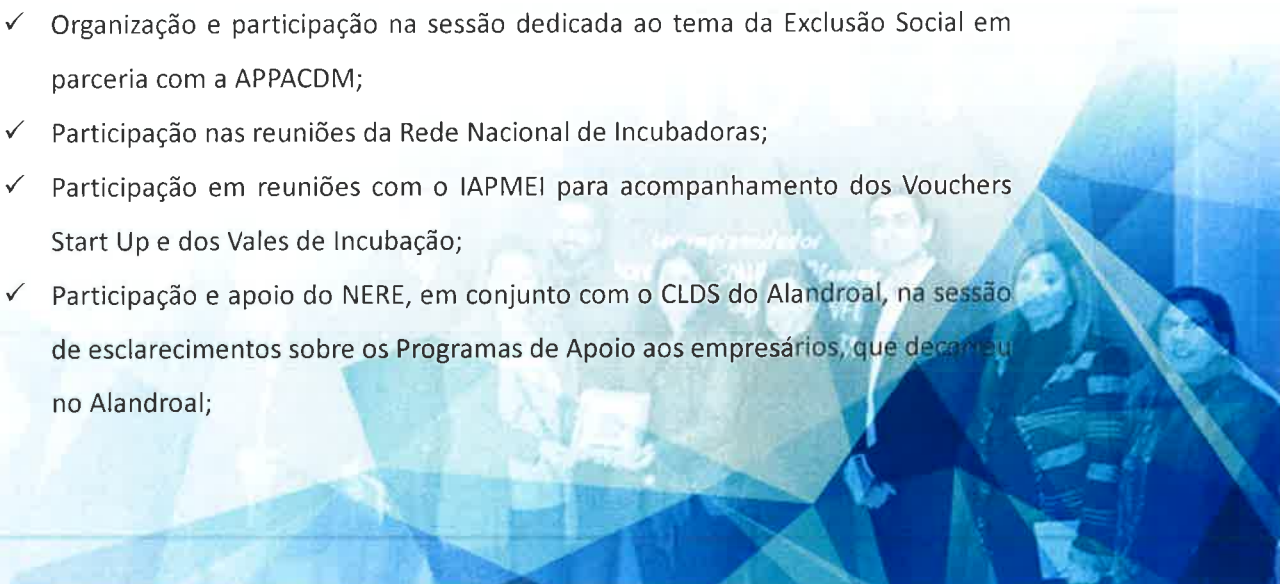 ✓ Organização e participação na sessão dedicada ao tema da Exclusão Social em
parceria com a APPACDM;
✓ Participação nas reuniões da Rede Nacional de Incubadoras;
✓ Participação em reuniões com o IAPMEI para acompanhamento dos Vouchers
Start Up e dos Vales de Incubação;
✓ Participação e apoio do NERE, em conjunto com o CLDS do Alandroal, na sessão
de esclarecimentos sobre os Programas de Apoio aos empresários, que decorreu
no Alandroal;